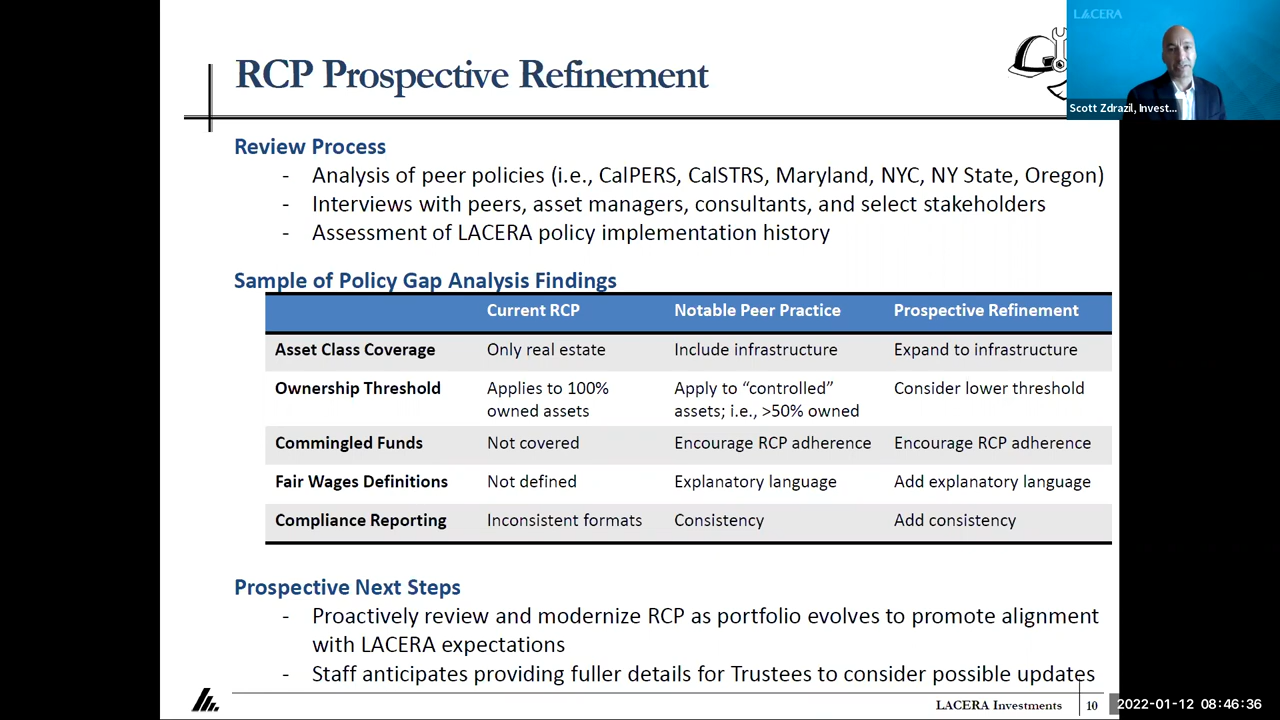 LACERA
Scott Zdrazil, Invest...
RCP Prospective Refinement
Review Process
- Analysis of peer policies (i.e., CalPERS, CalSTRS, Maryland, NYC, NY State, Oregon)
- Interviews with peers, asset managers, consultants, and select stakeholders
- Assessment of LACERA policy implementation history
Sample of Policy Gap Analysis Findings
Current RCP Notable Peer Practice Prospective Refinement
Asset Class Coverage Only real estate Include infrastructure Expand to infrastructure
Ownership Threshold Applies to 100% Apply to “controlled” Consider lower threshold
owned assets assets; i.e., >50% owned
Commingled Funds Not covered Encourage RCP adherence Encourage RCP adherence
Fair Wages Definitions Not defined Explanatory language Add explanatory language
Compliance Reporting Inconsistent formats Consistency Add consistency
Prospective Next Steps
- Proactively review and modernize RCP as portfolio evolves to promote alignment
with LACERA expectations
- Staff anticipates providing fuller details for Trustees to consider possible updates
LACERA Investments 10
2022-01-12 08:46:36